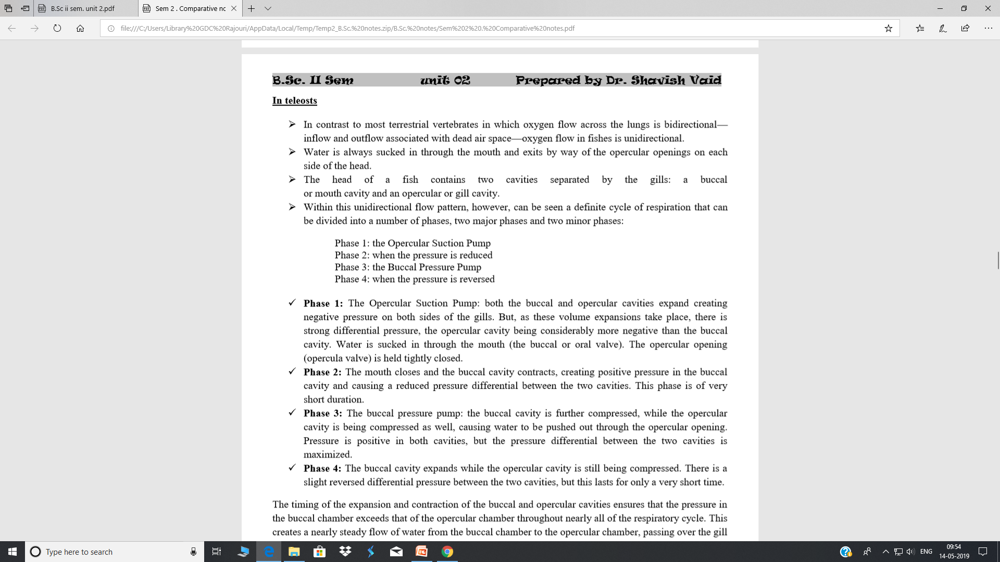 B.Sc ii sem. unit 2.pdf
Sem 2 . Comparative nc
file:///C:/Users/Library%20GDC%20Rajouri/AppData/Local/Temp/Temp2_B.Sc.%20notes.zip/B.Sc.%20notes/Sem%202%20.%20Comparative%20notes.pdf
B.Sc. II Sem unit 02 Prepared by Dr. Shavish Vaid
In teleosts
In contrast to most terrestrial vertebrates in which oxygen flow across the lungs is bidirectional—
inflow and outflow associated with dead air space—oxygen flow in fishes is unidirectional.
Water is always sucked in through the mouth and exits by way of the opercular openings on each
side of the head.
The head of a fish contains two cavities separated by the gills: a buccal
or mouth cavity and an opercular or gill cavity.
Within this unidirectional flow pattern, however, can be seen a definite cycle of respiration that can
be divided into a number of phases, two major phases and two minor phases:
Phase 1: the Opercular Suction Pump
Phase 2: when the pressure is reduced
Phase 3: the Buccal Pressure Pump
Phase 4: when the pressure is reversed
Phase 1: The Opercular Suction Pump: both the buccal and opercular cavities expand creating
negative pressure on both sides of the gills. But, as these volume expansions take place, there is
strong differential pressure, the opercular cavity being considerably more negative than the buccal
cavity. Water is sucked in through the mouth (the buccal or oral valve). The opercular opening
(opercula valve) is held tightly closed.
Phase 2: The mouth closes and the buccal cavity contracts, creating positive pressure in the buccal
cavity and causing a reduced pressure differential between the two cavities. This phase is of very
short duration.
Phase 3: The buccal pressure pump: the buccal cavity is further compressed, while the opercular
cavity is being compressed as well, causing water to be pushed out through the opercular opening.
Pressure is positive in both cavities, but the pressure differential between the two cavities is
maximized.
Phase 4: The buccal cavity expands while the opercular cavity is still being compressed. There is a
slight reversed differential pressure between the two cavities, but this lasts for only a very short time.
The timing of the expansion and contraction of the buccal and opercular cavities ensures that the pressure in
the buccal chamber exceeds that of the opercular chamber throughout nearly all of the respiratory cycle. This
creates a nearly steady flow of water from the buccal chamber to the opercular chamber, passing over the gill
Type here to search
ENG
09:54
14-05-2019